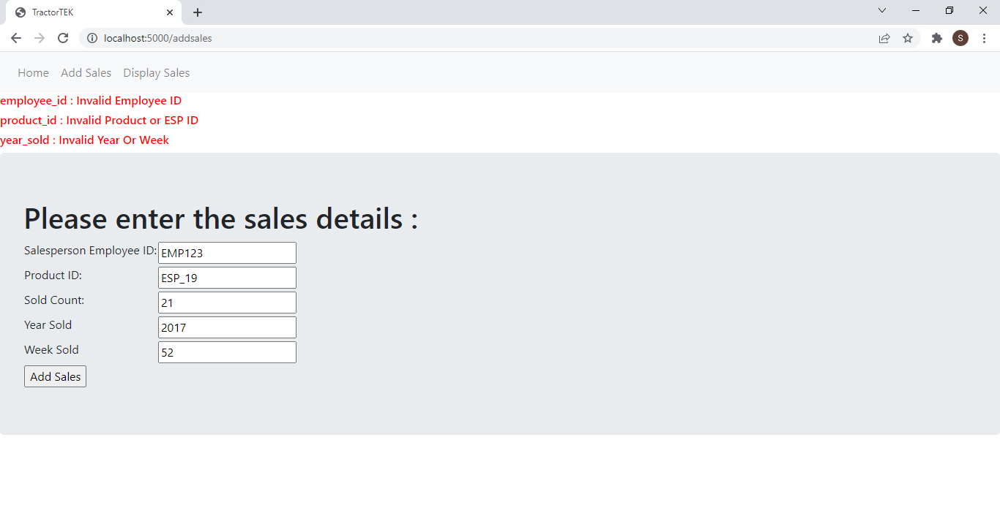 TractorTEK
localhost:5000/addsales
S
Home Add Sales Display Sales
employee_id : Invalid Employee ID
product_id : Invalid Product or ESP ID
year_sold : Invalid Year Or Week
Please enter the sales details :
Salesperson Employee ID: EMP123
Product ID: ESP_19
Sold Count: 21
Year Sold 2017
Week Sold 52
Add Sales